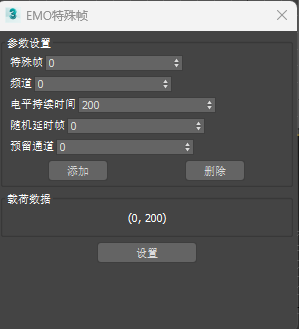 3 EMO特殊帧
参数设置
特殊帧 0
频道 0
电平持续时间 200
随机延时帧 0
预留通道 0
添加 删除
载荷数据
(0, 200)
设置